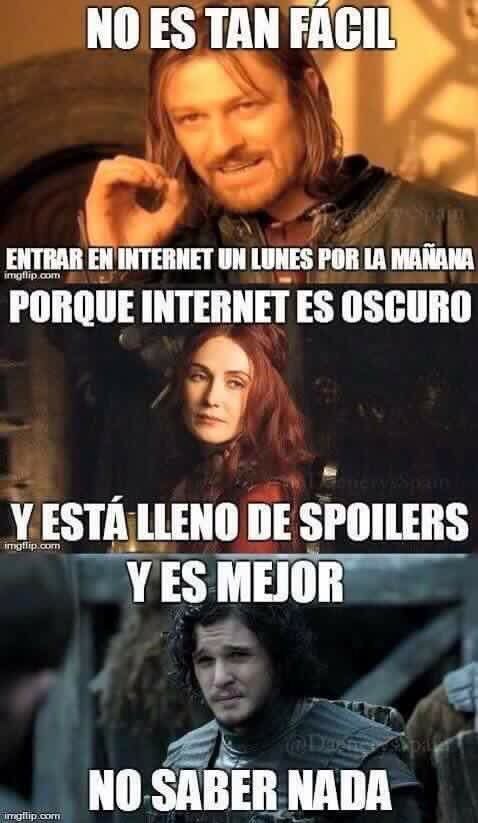 NO ES TAN FÁCIL
ENTRAR EN INTERNET UN LUNES POR LA MAÑANA
imgflip.com
PORQUE INTERNET ES OSCURO
Y ESTÁ LLENO DE SPOILERS
imgflip.com
Y ES MEJOR
NO SABER NADA
imgflip.com